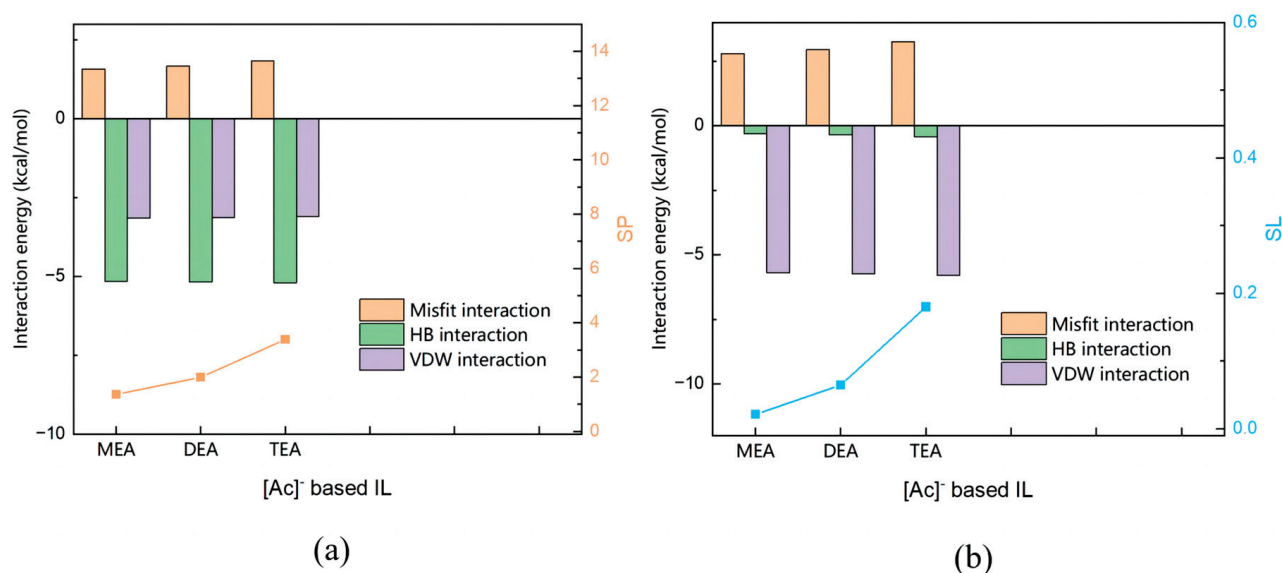 Interaction energy (kcal/mol)
0
−5
−10
14
12
10
8
6
4
2
0
SP
Misfit interaction
HB interaction
VDW interaction
MEA DEA TEA
[Ac]⁻ based IL
(a)
Interaction energy (kcal/mol)
0
−5
−10
0.6
0.4
0.2
0.0
SL
Misfit interaction
HB interaction
VDW interaction
MEA DEA TEA
[Ac]⁻ based IL
(b)